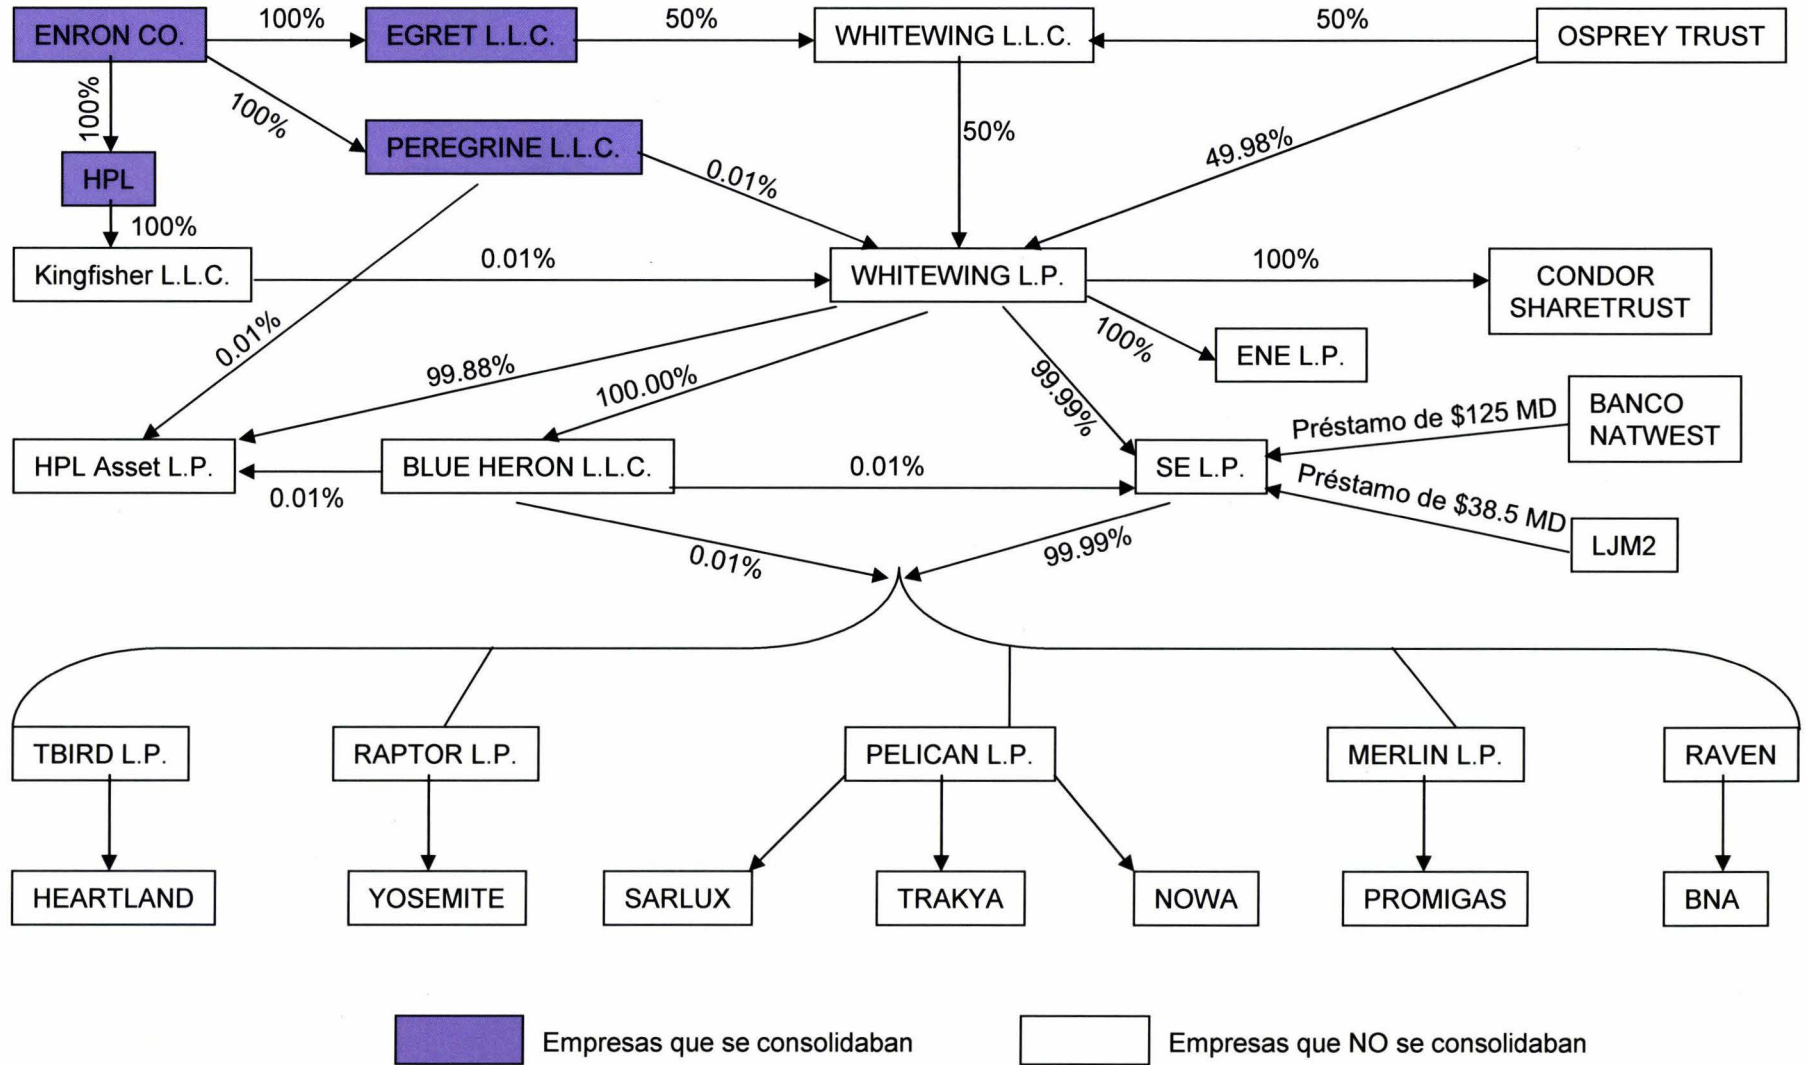 ENRON CO.
100%
EGRET L.L.C.
50%
WHITEWING L.L.C.
50%
OSPREY TRUST
100%
100%
PEREGRINE L.L.C.
50%
49.98%
HPL
0.01%
100%
Kingfisher L.L.C.
0.01%
WHITEWING L.P.
100%
CONDOR
SHARETRUST
0.01%
99.88%
100.00%
99.99%
100%
ENE L.P.
Préstamo de $125 MD
BANCO
NATWEST
HPL Asset L.P.
0.01%
BLUE HERON L.L.C.
0.01%
SE L.P.
Préstamo de $38.5 MD
LJM2
0.01%
99.99%
TBIRD L.P.
RAPTOR L.P.
PELICAN L.P.
MERLIN L.P.
RAVEN
HEARTLAND
YOSEMITE
SARLUX
TRAKYA
NOWA
PROMIGAS
BNA
Empresas que se consolidaban
Empresas que NO se consolidaban